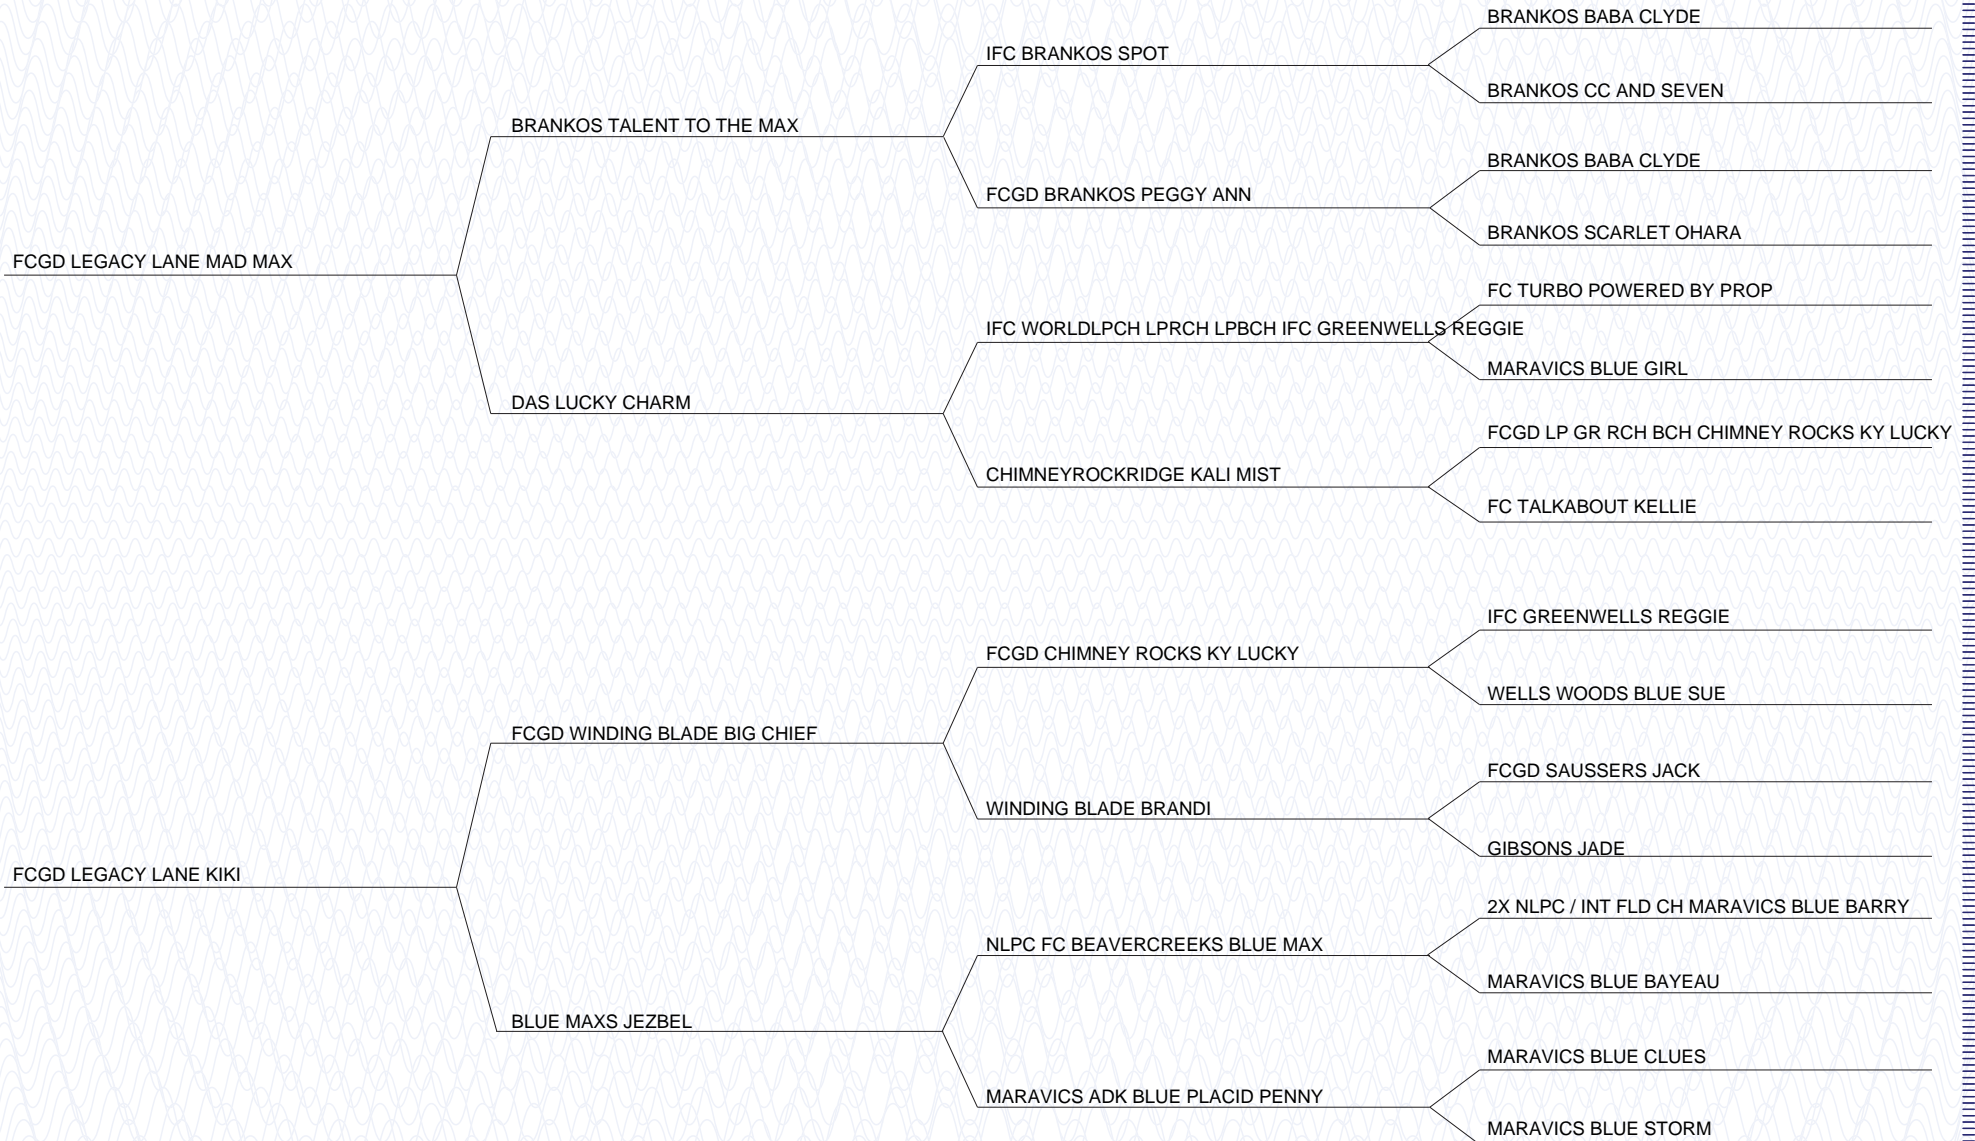 BRANKOS BABA CLYDE
IFC BRANKOS SPOT
BRANKOS CC AND SEVEN
BRANKOS TALENT TO THE MAX
BRANKOS BABA CLYDE
FCGD BRANKOS PEGGY ANN
BRANKOS SCARLET OHARA
FCGD LEGACY LANE MAD MAX
FC TURBO POWERED BY PROP
IFC WORLDLPCH LPRCH LPBCH IFC GREENWELLS REGGIE
MARAVICS BLUE GIRL
DAS LUCKY CHARM
FCGD LP GR RCH BCH CHIMNEY ROCKS KY LUCKY
CHIMNEYROCKRIDGE KALI MIST
FC TALKABOUT KELLIE
IFC GREENWELLS REGGIE
FCGD CHIMNEY ROCKS KY LUCKY
WELLS WOODS BLUE SUE
FCGD WINDING BLADE BIG CHIEF
FCGD SAUSSERS JACK
WINDING BLADE BRANDI
GIBSONS JADE
FCGD LEGACY LANE KIKI
2X NLPC / INT FLD CH MARAVICS BLUE BARRY
NLPC FC BEAVERCREEKS BLUE MAX
MARAVICS BLUE BAYEAU
BLUE MAXS JEZBEL
MARAVICS BLUE CLUES
MARAVICS ADK BLUE PLACID PENNY
MARAVICS BLUE STORM